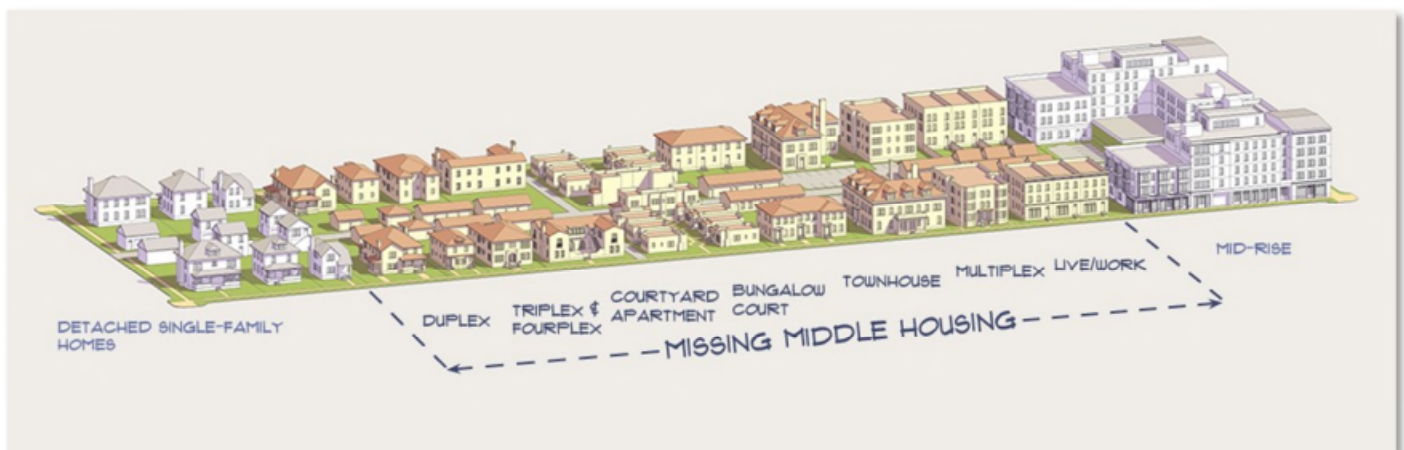 DETACHED SINGLE-FAMILY
HOMES
DUPLEX
TRIPLEX &
FOURPLEX
COURTYARD
APARTMENT
BUNGALOW
COURT
TOWNHOUSE
MULTIPLEX
LIVE/WORK
MID-RISE
MISSING MIDDLE HOUSING